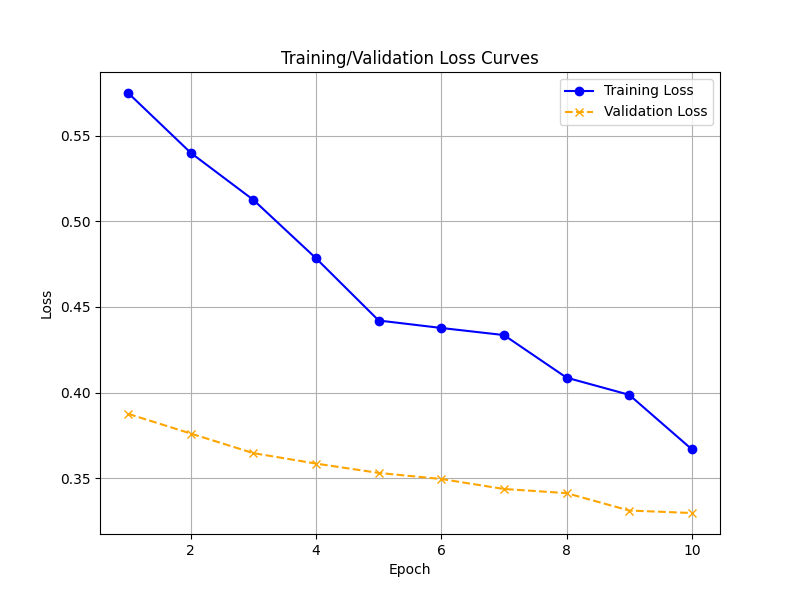 Training/Validation Loss Curves
Training Loss
Validation Loss
0.55
0.50
0.45
0.40
0.35
Loss
2 4 6 8 10
Epoch